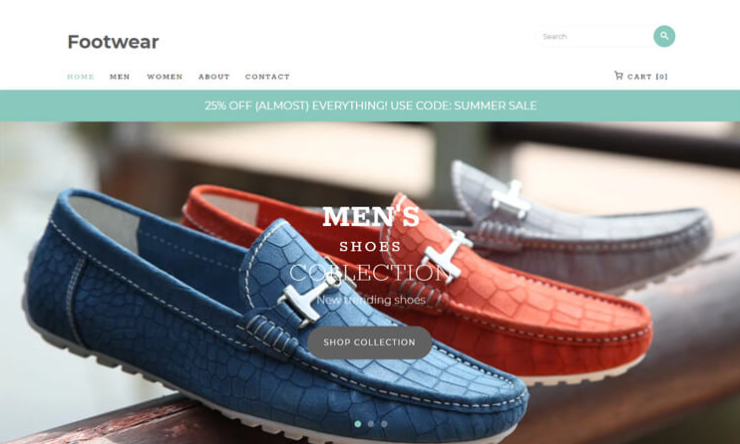 Footwear
Search
HOME MEN WOMEN ABOUT CONTACT
CART [0]
25% OFF (ALMOST) EVERYTHING! USE CODE: SUMMER SALE
MEN'S
SHOES
COLLECTION
New trending shoes
SHOP COLLECTION